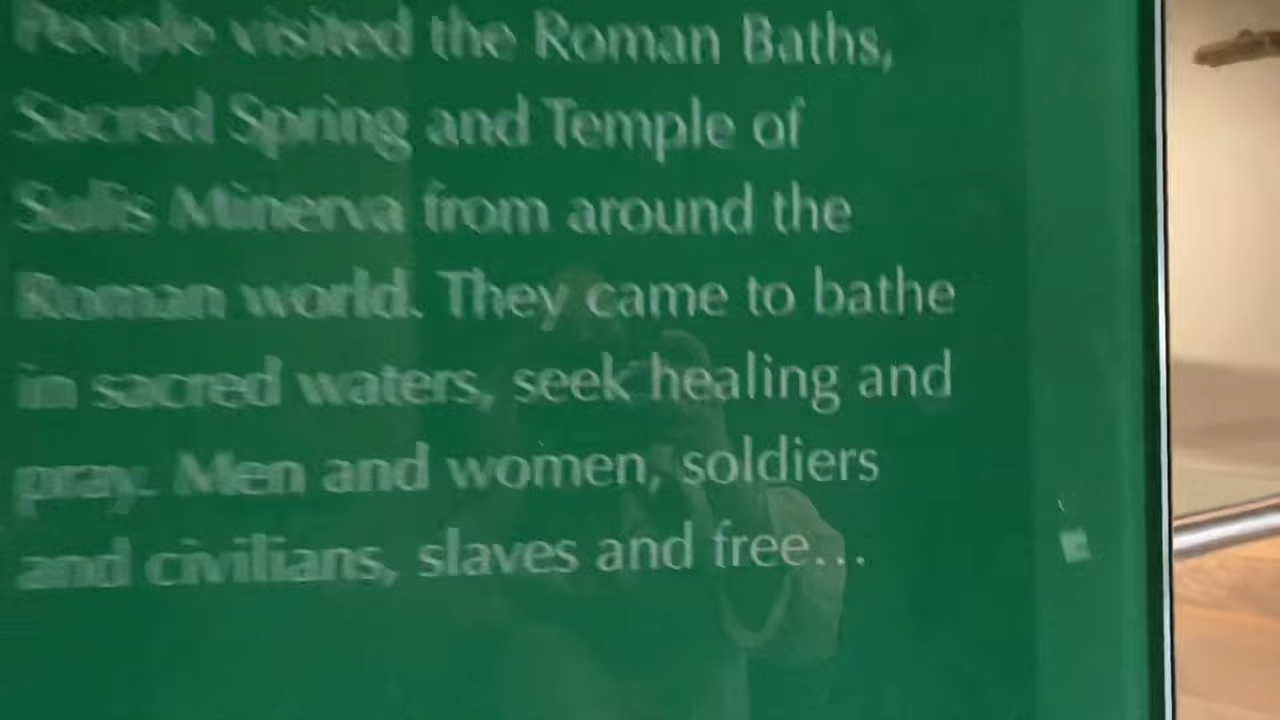 People visited the Roman Baths,
Sacred Spring and Temple of
Sulis Minerva from around the
Roman world. They came to bathe
in sacred waters, seek healing and
pray. Men and women, soldiers
and civilians, slaves and free...